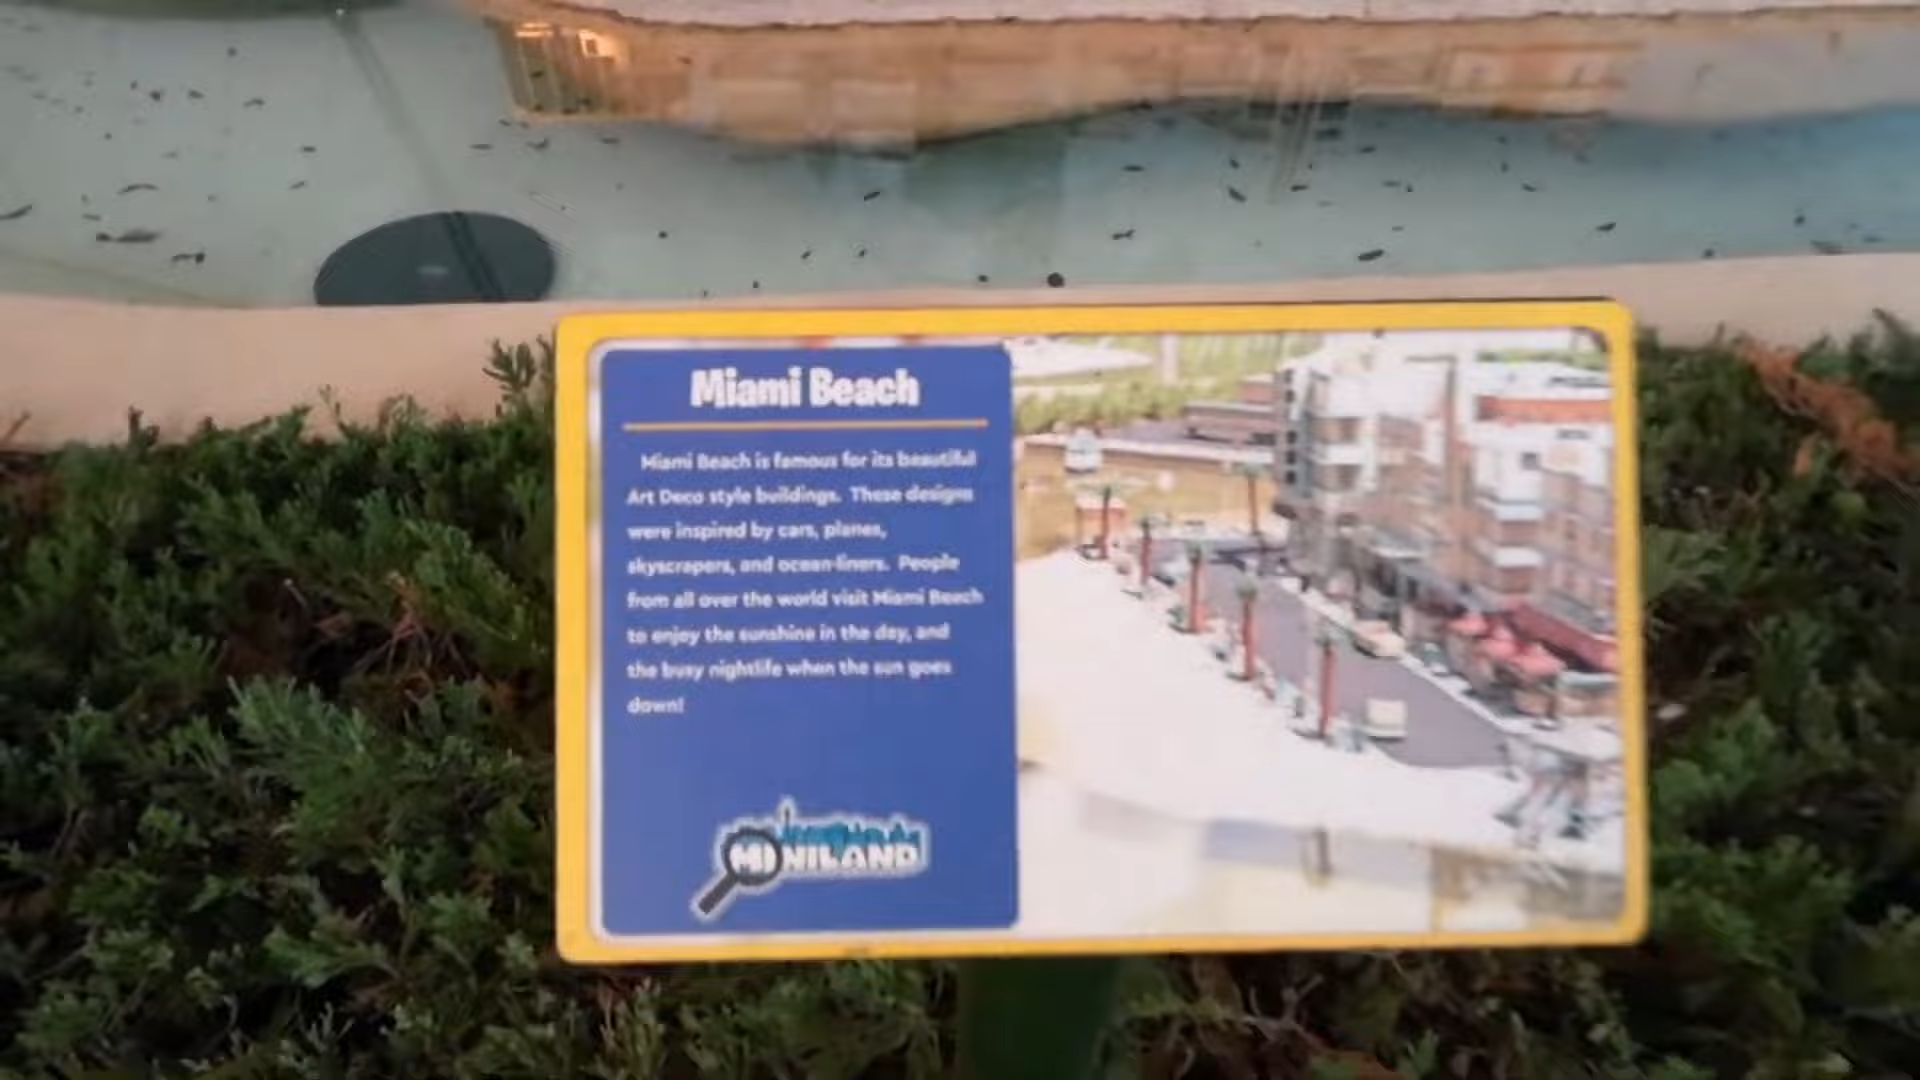 Miami Beach
Miami Beach is famous for its beautiful
Art Deco style buildings. These designs
were inspired by cars, planes,
skyscrapers, and ocean-liners. People
from all over the world visit Miami Beach
to enjoy the sunshine in the day, and
the busy nightlife when the sun goes
down!
MINILAND